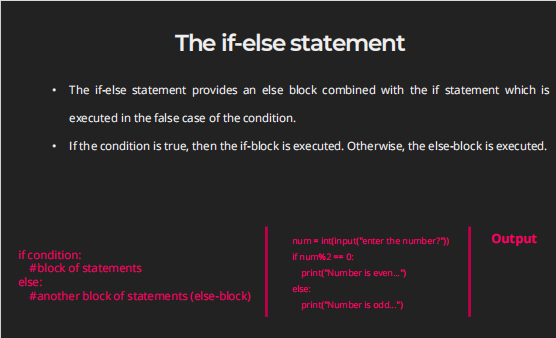 The if-else statement
• The if-else statement provides an else block combined with the if statement which is
executed in the false case of the condition.
• If the condition is true, then the if-block is executed. Otherwise, the else-block is executed.
if condition:
    #block of statements
else:
    #another block of statements (else-block)
num = int(input("enter the number?"))
if num%2 == 0:
    print("Number is even...")
else:
    print("Number is odd...")
Output